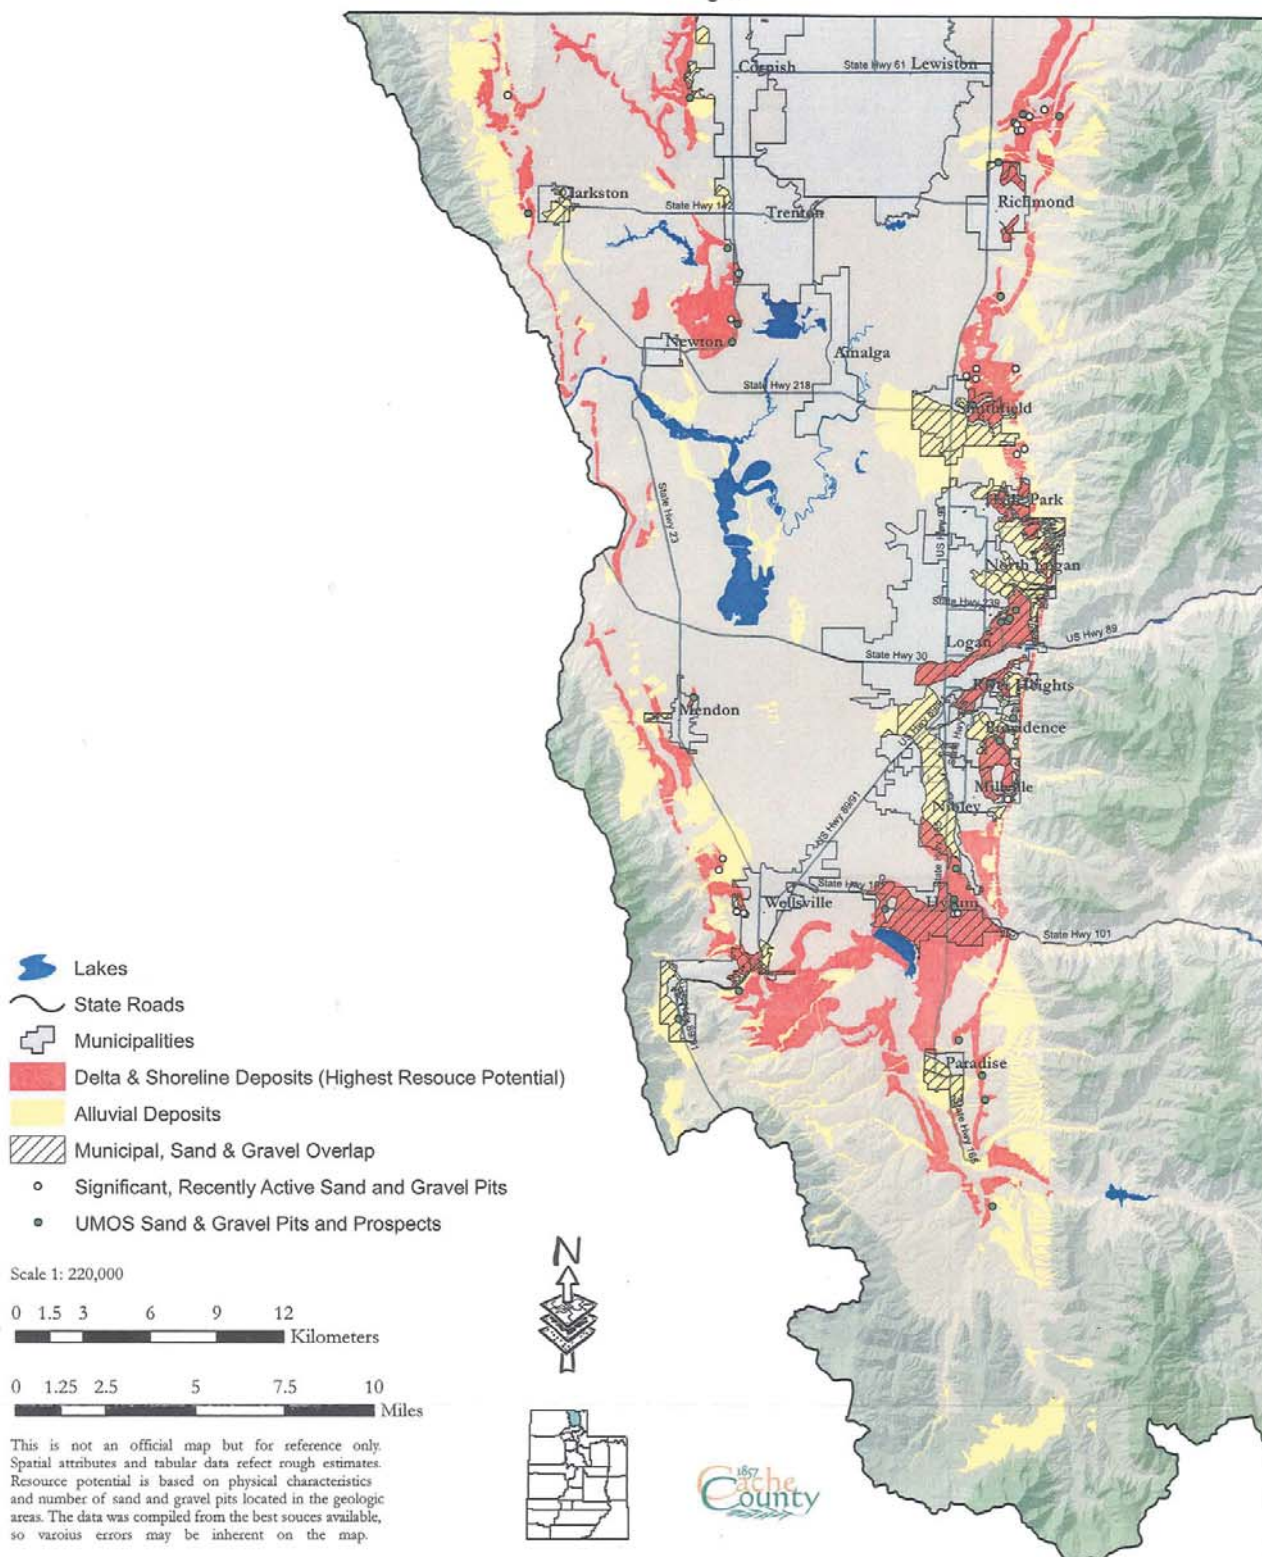 Cornish
State Hwy 61
Lewiston
Clarkston
State Hwy 142
Trenton
Richmond
Newton
Amalga
State Hwy 218
Smithfield
State Hwy 23
Hyde Park
US Hwy 91
North Logan
State Hwy 239
US Hwy 89
Logan
State Hwy 30
River Heights
Mendon
US Hwy 89/91
Providence
Millville
Nibley
US Hwy 89/91
State Hwy
Wellsville
Hyrum
State Hwy 101
Paradise
State Hwy 165
Lakes
State Roads
Municipalities
Delta & Shoreline Deposits (Highest Resouce Potential)
Alluvial Deposits
Municipal, Sand & Gravel Overlap
Significant, Recently Active Sand and Gravel Pits
UMOS Sand & Gravel Pits and Prospects
Scale 1: 220,000
0 1.5 3 6 9 12
Kilometers
0 1.25 2.5 5 7.5 10
Miles
N
This is not an official map but for reference only.
Spatial attributes and tabular data refect rough estimates.
Resource potential is based on physical characteristics
and number of sand and gravel pits located in the geologic
areas. The data was compiled from the best souces available,
so varoius errors may be inherent on the map.
1857
Cache
County